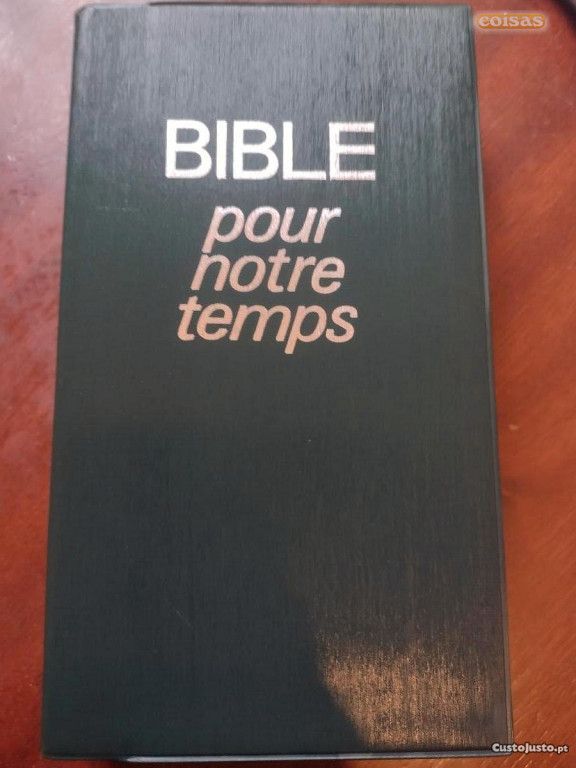 coisas
BIBLE
pour
notre
temps
CustoJusto.pt